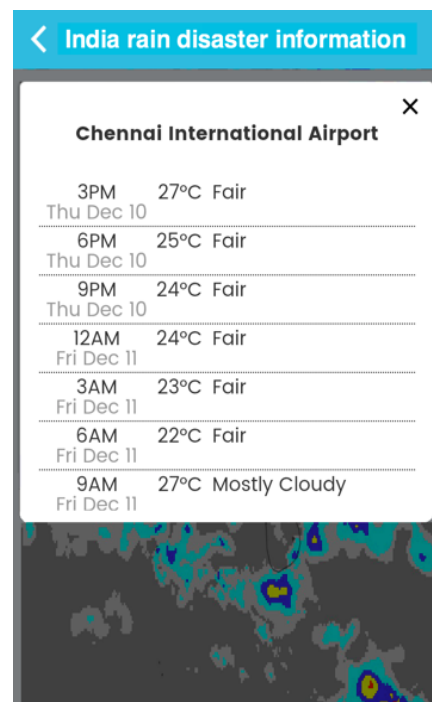 India rain disaster information
Chennai International Airport
3PM 27°C Fair
Thu Dec 10
6PM 25°C Fair
Thu Dec 10
9PM 24°C Fair
Thu Dec 10
12AM 24°C Fair
Fri Dec 11
3AM 23°C Fair
Fri Dec 11
6AM 22°C Fair
Fri Dec 11
9AM 27°C Mostly Cloudy
Fri Dec 11